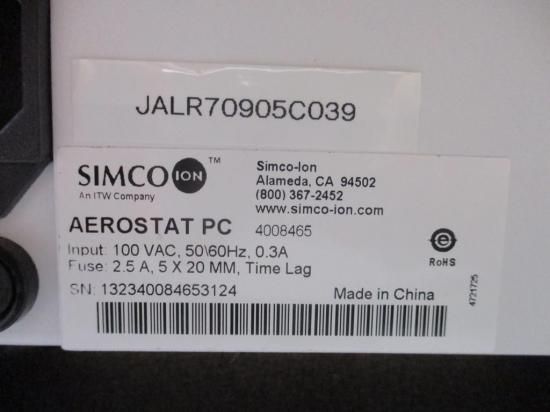 JALR70905C039
SIMCO ION™
An ITW Company
Simco-Ion
Alameda, CA 94502
(800) 367-2452
www.simco-ion.com
AEROSTAT PC 4008465
Input: 100 VAC, 50\60Hz, 0.3A
Fuse: 2.5 A, 5 X 20 MM, Time Lag
SN: 132340084653124
Made in China
e
RoHS
4721725